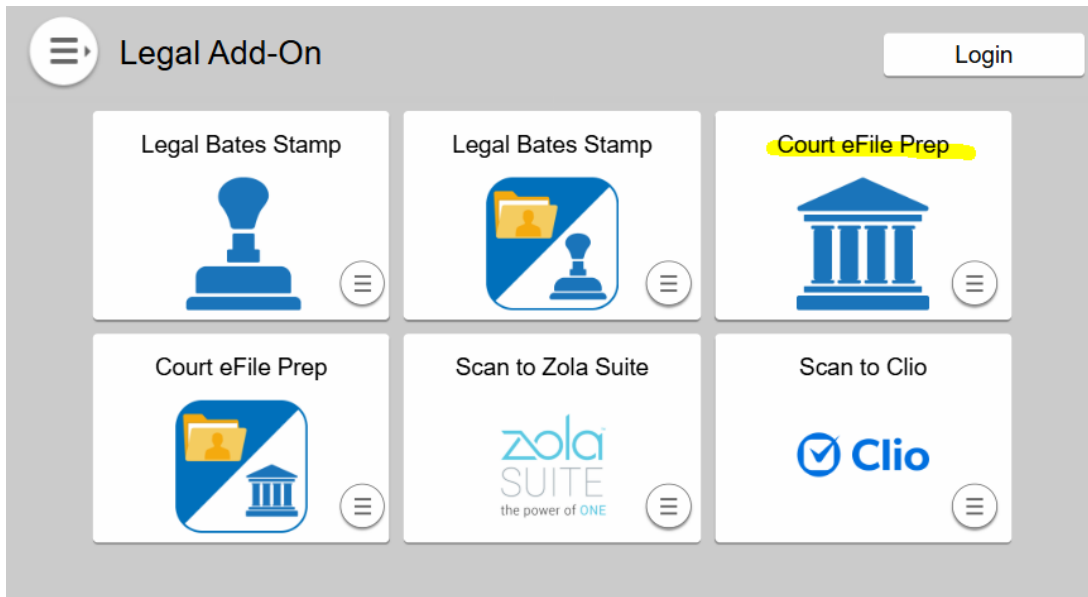 Legal Add-On
Login
Legal Bates Stamp
Legal Bates Stamp
Court eFile Prep
Court eFile Prep
Scan to Zola Suite
zola
SUITE
the power of ONE
Scan to Clio
Clio